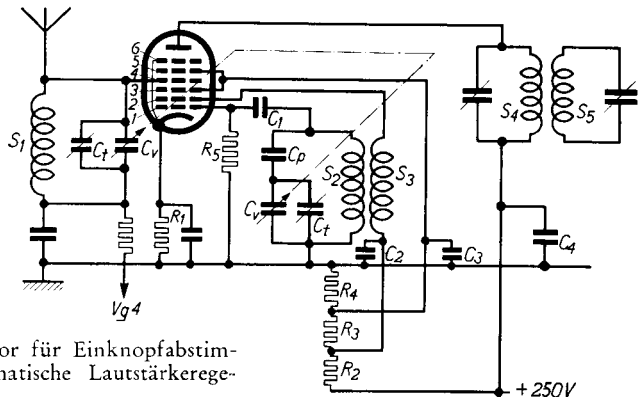 6
5
4
3
2
1
S1
Ct
Cv
R1
R5
C1
Cp
Cv
Ct
S2
S3
S4
S5
C2
C3
C4
R4
R3
R2
Vg4
+250V
or für Einknopfabstim-
matische Lautstärkerege-